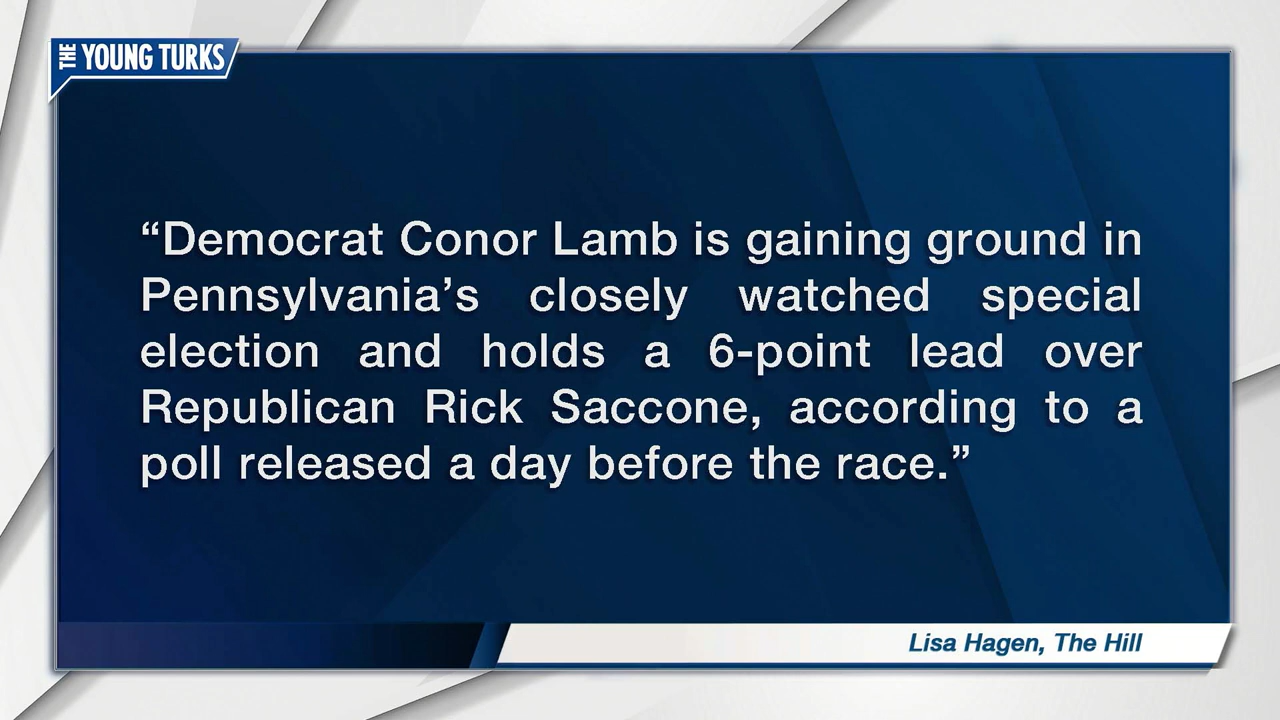 THE YOUNG TURKS
“Democrat Conor Lamb is gaining ground in
Pennsylvania’s closely watched special
election and holds a 6-point lead over
Republican Rick Saccone, according to a
poll released a day before the race.”
Lisa Hagen, The Hill